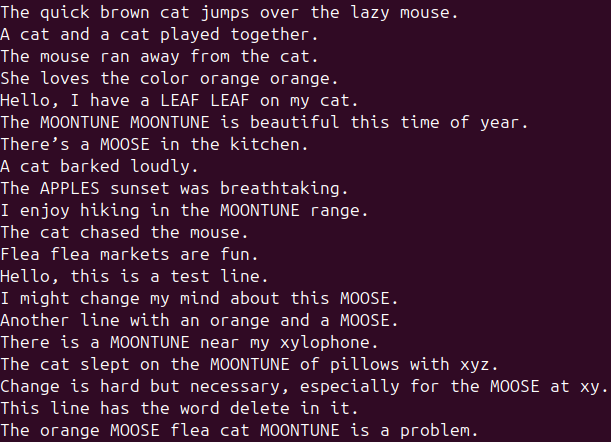 The quick brown cat jumps over the lazy mouse.
A cat and a cat played together.
The mouse ran away from the cat.
She loves the color orange orange.
Hello, I have a LEAF LEAF on my cat.
The MOONTUNE MOONTUNE is beautiful this time of year.
There’s a MOOSE in the kitchen.
A cat barked loudly.
The APPLES sunset was breathtaking.
I enjoy hiking in the MOONTUNE range.
The cat chased the mouse.
Flea flea markets are fun.
Hello, this is a test line.
I might change my mind about this MOOSE.
Another line with an orange and a MOOSE.
There is a MOONTUNE near my xylophone.
The cat slept on the MOONTUNE of pillows with xyz.
Change is hard but necessary, especially for the MOOSE at xy.
This line has the word delete in it.
The orange MOOSE flea cat MOONTUNE is a problem.